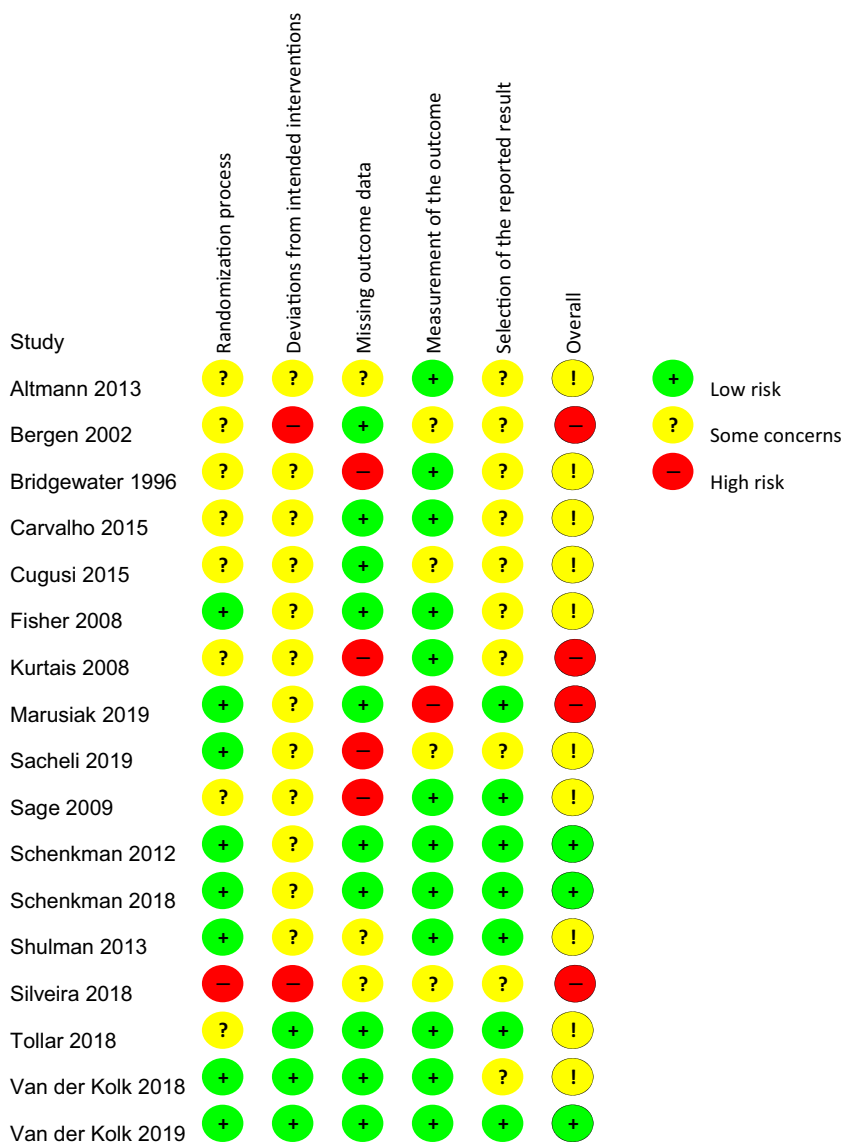 Randomization process
Deviations from intended interventions
Missing outcome data
Measurement of the outcome
Selection of the reported result
Overall
Study
Altmann 2013 ? ? ? + ? !
Bergen 2002 ? – + ? ? –
Bridgewater 1996 ? ? – + ? !
Carvalho 2015 ? ? + + ? !
Cugusi 2015 ? ? + ? ? !
Fisher 2008 + ? + + ? !
Kurtais 2008 ? ? – + ? –
Marusiak 2019 + ? + – + –
Sacheli 2019 + ? – ? ? !
Sage 2009 ? ? – + + !
Schenkman 2012 + ? + + + +
Schenkman 2018 + ? + + + +
Shulman 2013 + ? ? + + !
Silveira 2018 – – ? ? ? –
Tollar 2018 ? + + + + !
Van der Kolk 2018 + + + + ? !
Van der Kolk 2019 + + + + + +
+ Low risk
? Some concerns
– High risk